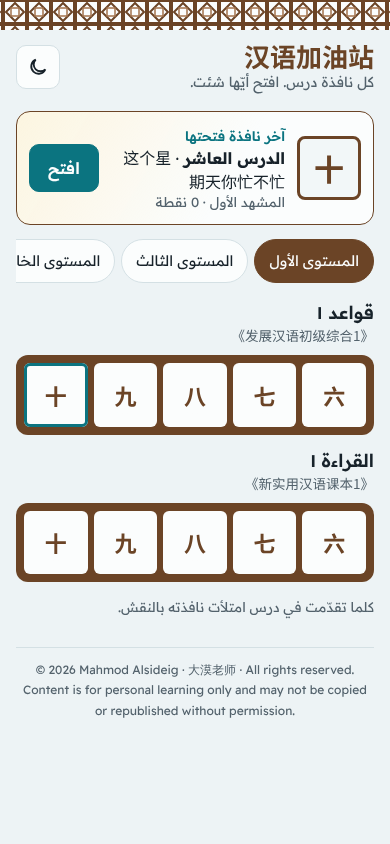 汉语加油站
كل نافذة درس. افتح أيّها شئت.
آخر نافذة فتحتها
الدرس العاشر · 这个星
期天你忙不忙
المشهد الأول · 0 نقطة
十
افتح
المستوى الأول
المستوى الثالث
المستوى الخا
قواعد ١
《发展汉语初级综合1》
六 七 八 九 十
القراءة ١
《新实用汉语课本1》
六 七 八 九 十
كلما تقدّمت في درس امتلأت نافذته بالنقش.
© 2026 Mahmod Alsideig · 大漠老师 · All rights reserved.
Content is for personal learning only and may not be copied
or republished without permission.